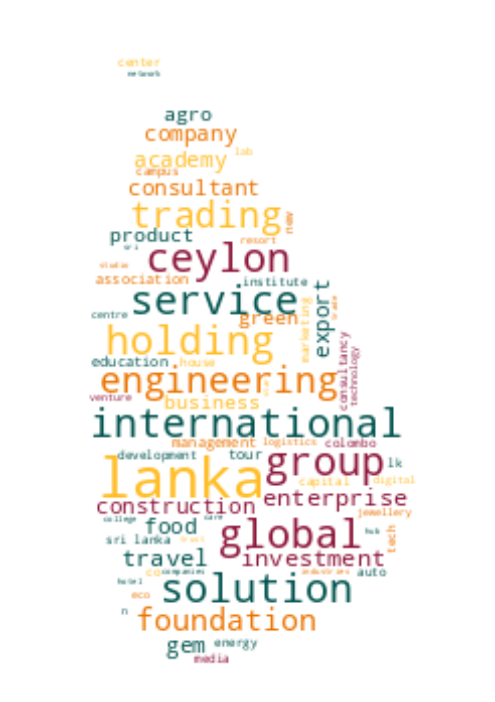 center
network
agro
company
academy lab
campus
consultant
trading new
product resort
sri ceylon
studio
association institute
service export trade
centre green marketing
holding consultancy
education house technology
engineering
venture business
international
management logistics colombo
development tour group lk
lanka capital digital
construction enterprise
college food care jewellery
sri lanka global hub tech
travel investment
co companies industries auto
hotel solution
eco
n foundation
gem energy
media